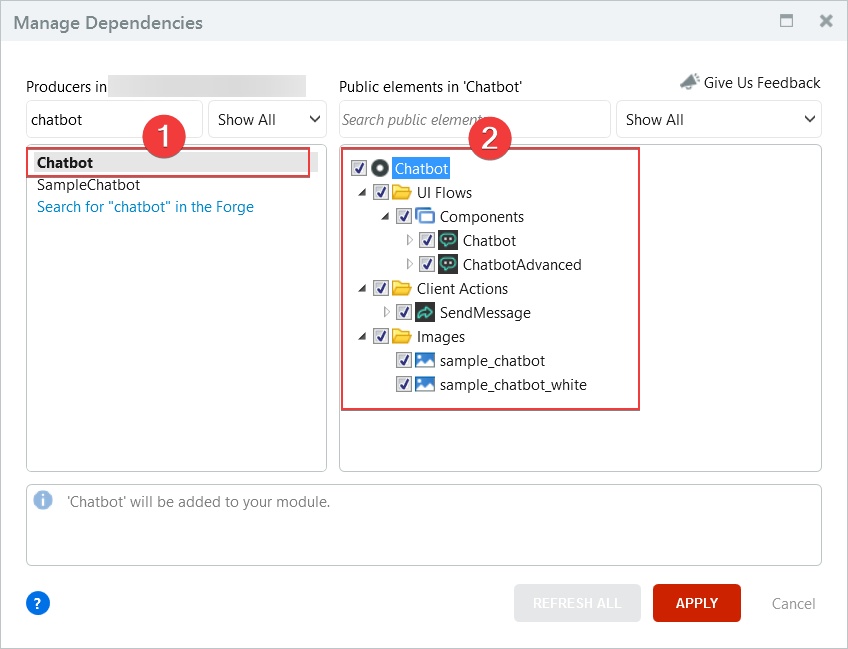 Manage Dependencies
Producers in
Public elements in 'Chatbot'
Give Us Feedback
chatbot
Show All
Search public elements
Show All
1
2
Chatbot
SampleChatbot
Search for "chatbot" in the Forge
Chatbot
UI Flows
Components
Chatbot
ChatbotAdvanced
Client Actions
SendMessage
Images
sample_chatbot
sample_chatbot_white
i
'Chatbot' will be added to your module.
?
REFRESH ALL
APPLY
Cancel